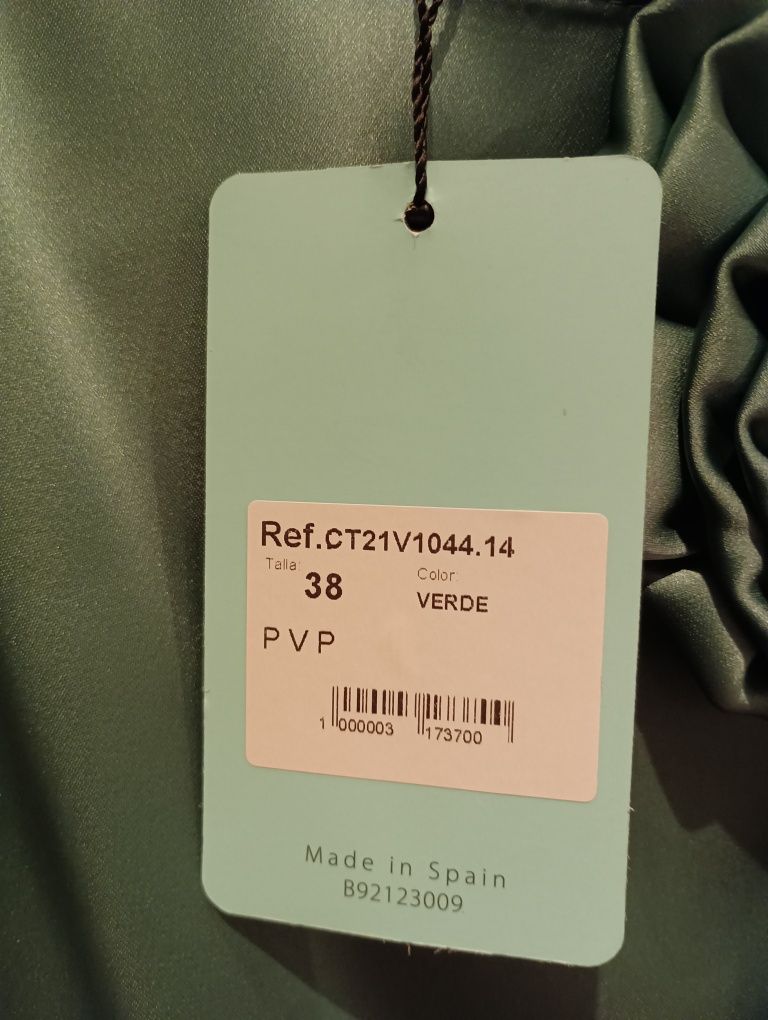 Ref.CT21V1044.14
Talla: Color:
38 VERDE
PVP
1 000003 173700
Made in Spain
B92123009